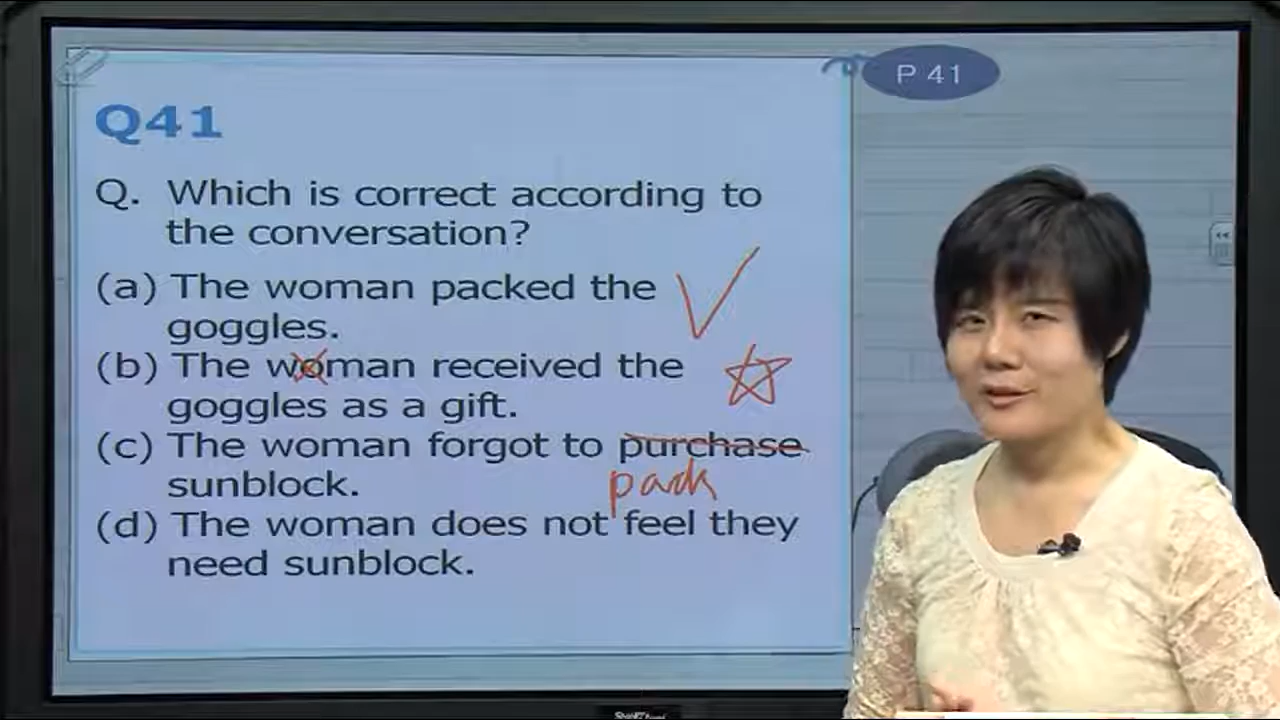 P 41
Q41
Q. Which is correct according to
the conversation?
(a) The woman packed the
goggles.
(b) The woman received the
goggles as a gift.
(c) The woman forgot to purchase
sunblock. pack
(d) The woman does not feel they
need sunblock.